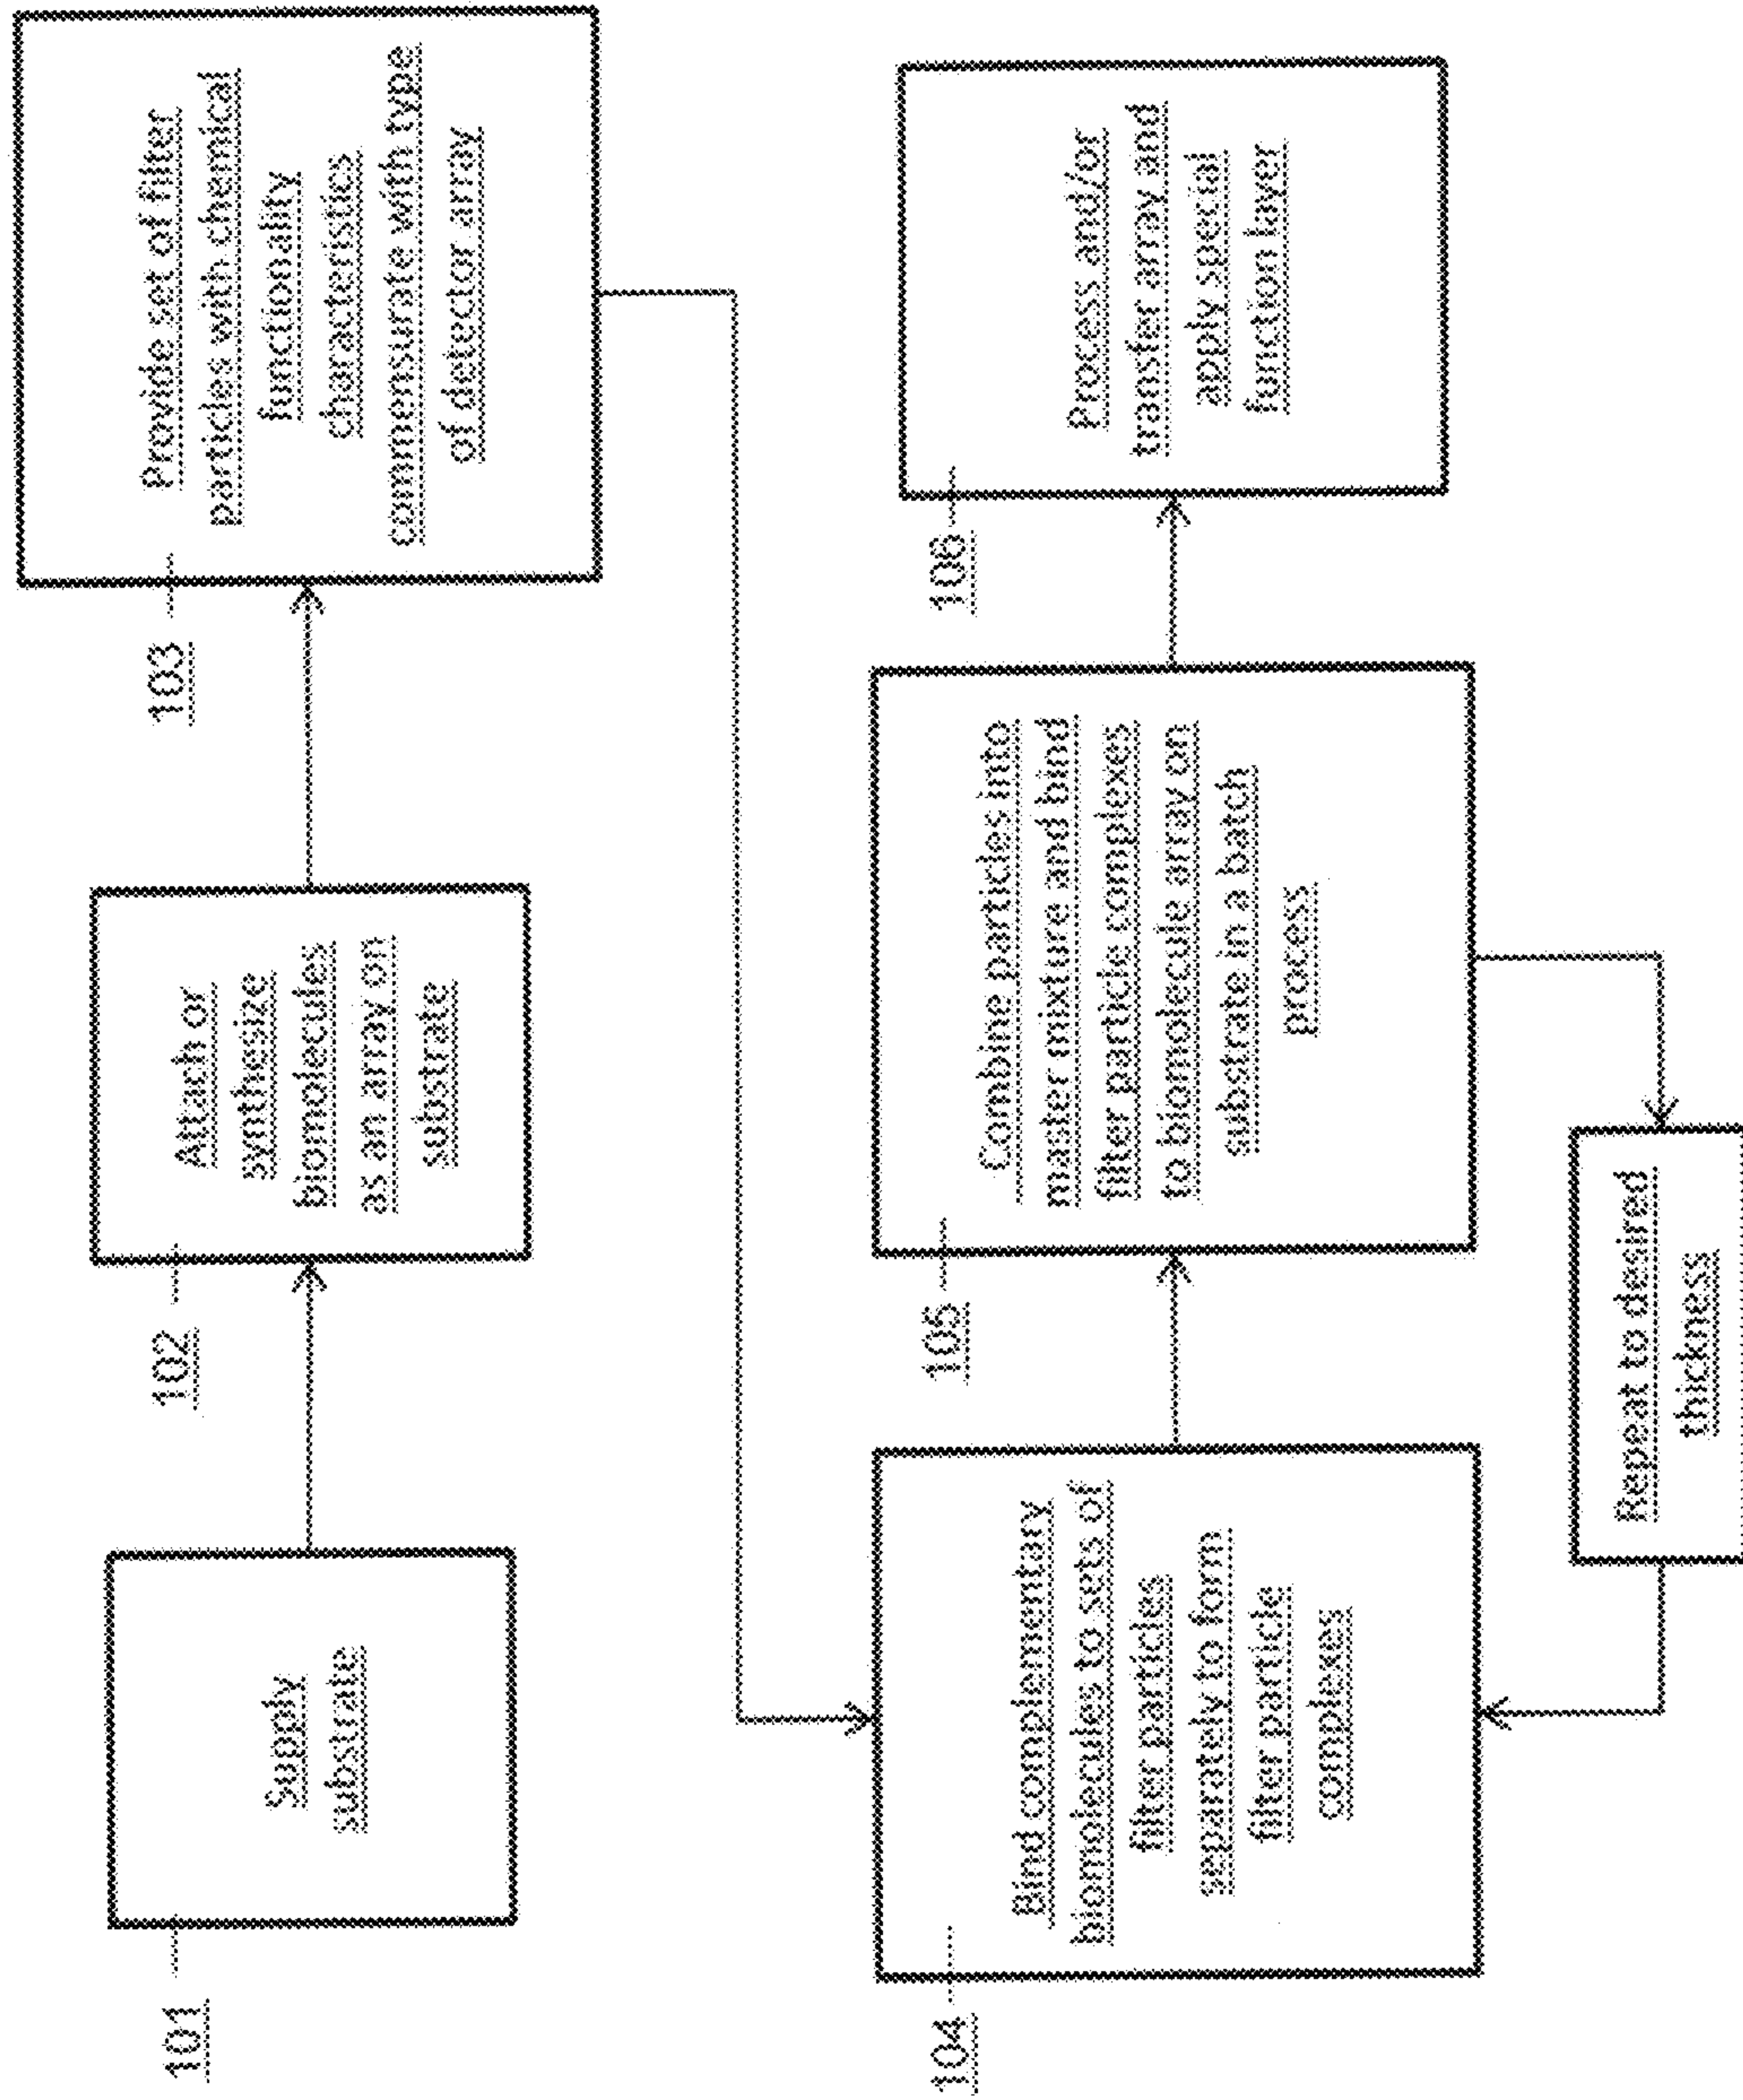 101
Supply
substrate
102
Attach or
synthesize
biomolecules
as an array on
substrate
103
Provide set of filter
particles with chemical
functionality
characteristics
commensurate with type
of detector array
104
Bind complementary
biomolecules to sets of
filter particles
separately to form
filter particle
complexes
105
Combine particles into
master mixture and bind
filter particle complexes
to biomolecule array on
substrate in a batch
process
106
Process and/or
transfer array and
apply special
function layer
Repeat to desired
thickness